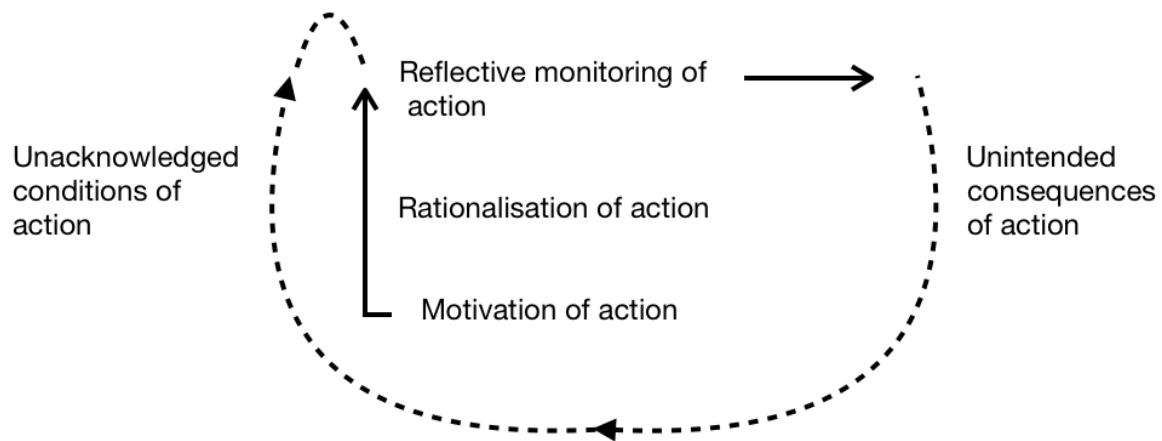 Reflective monitoring of
action
Unacknowledged
conditions of
action
Rationalisation of action
Motivation of action
Unintended
consequences
of action